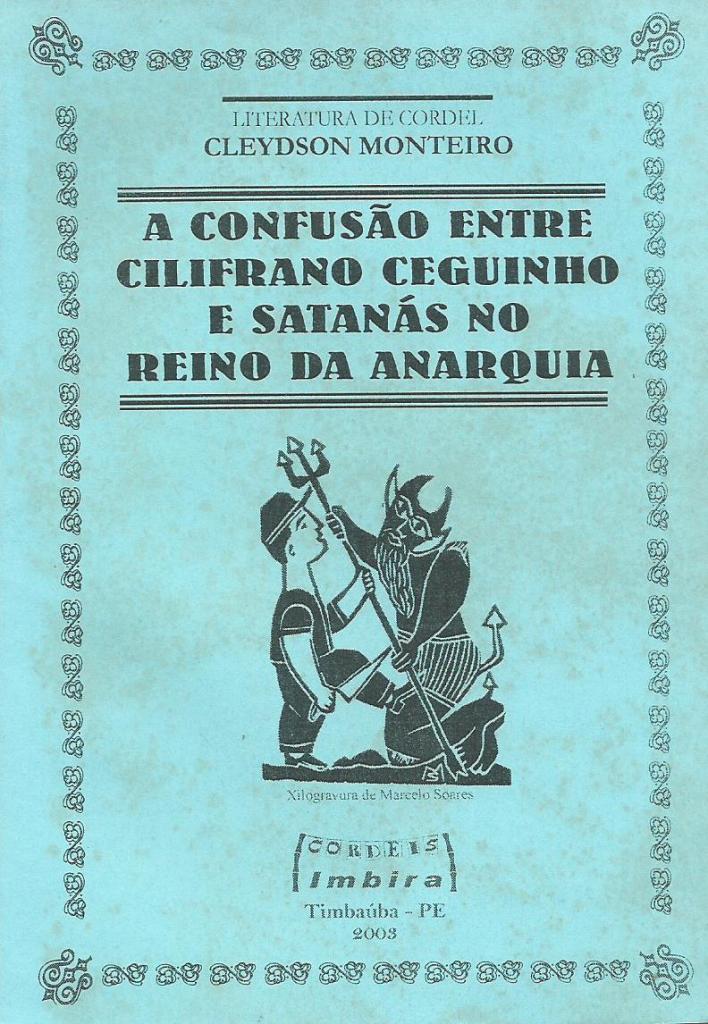 LITERATURA DE CORDEL
CLEYDSON MONTEIRO
A CONFUSÃO ENTRE
CILIFRANO CEGUINHO
E SATANÁS NO
REINO DA ANARQUIA
Xilogravura de Marcelo Soares
CORDEIS
Imbira
Timbaúba - PE
2003